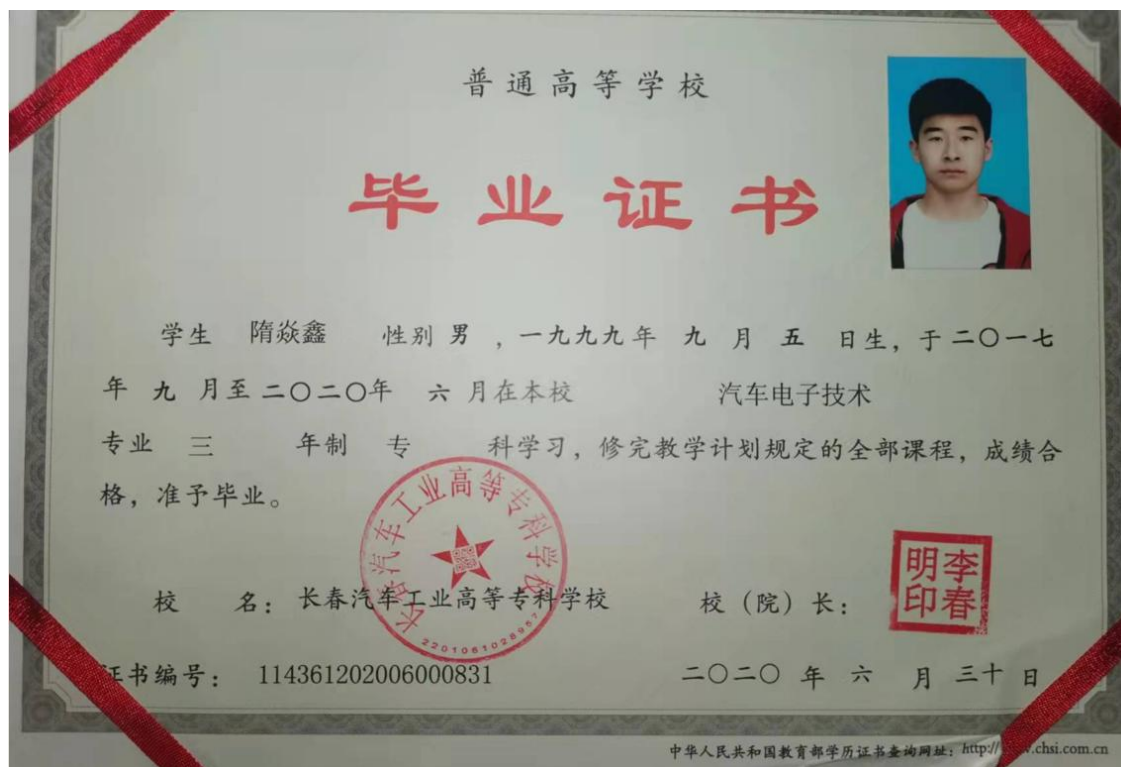 普通高等学校
毕业证书
学生 隋焱鑫 性别 男 ，一九九九年 九 月 五 日生，于二〇一七
年 九 月至二〇二〇年 六 月在本校 汽车电子技术
专业 三 年制 专 科学习，修完教学计划规定的全部课程，成绩合
格，准予毕业。
长春汽车工业高等专科学校
明李
印春
校 名：长春汽车工业高等专科学校 校（院）长：
证书编号：114361202006000831 二〇二〇 年 六 月 三十 日
中华人民共和国教育部学历证书查询网址：http:// .chsi.com.cn